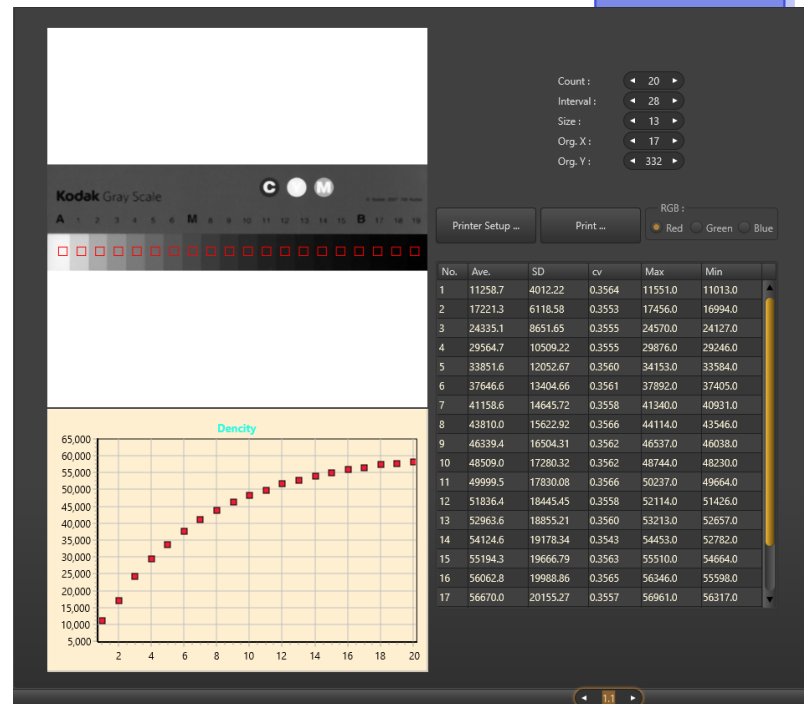 Count : 20
Interval : 28
Size : 13
Org. X : 17
Org. Y : 332
Kodak Gray Scale
C Y M
A 1 2 3 4 5 6 M 8 9 10 11 12 13 14 15 B 17 18 19
Printer Setup ...
Print ...
RGB :
Red Green Blue
No. Ave. SD cv Max Min
1 11258.7 4012.22 0.3564 11551.0 11013.0
2 17221.3 6118.58 0.3553 17456.0 16994.0
3 24335.1 8651.65 0.3555 24570.0 24127.0
4 29564.7 10509.22 0.3555 29876.0 29246.0
5 33851.6 12052.67 0.3560 34153.0 33584.0
6 37646.6 13404.66 0.3561 37892.0 37405.0
7 41158.6 14645.72 0.3558 41340.0 40931.0
8 43810.0 15622.92 0.3566 44114.0 43546.0
9 46339.4 16504.31 0.3562 46537.0 46038.0
10 48509.0 17280.32 0.3562 48744.0 48230.0
11 49999.5 17830.08 0.3566 50237.0 49664.0
12 51836.4 18445.45 0.3558 52114.0 51426.0
13 52963.6 18855.21 0.3560 53213.0 52657.0
14 54124.6 19178.34 0.3543 54453.0 52782.0
15 55194.3 19666.79 0.3563 55510.0 54664.0
16 56062.8 19988.86 0.3565 56346.0 55598.0
17 56670.0 20155.27 0.3557 56961.0 56317.0
Dencity
65,000
60,000
55,000
50,000
45,000
40,000
35,000
30,000
25,000
20,000
15,000
10,000
5,000
2 4 6 8 10 12 14 16 18 20
1.1